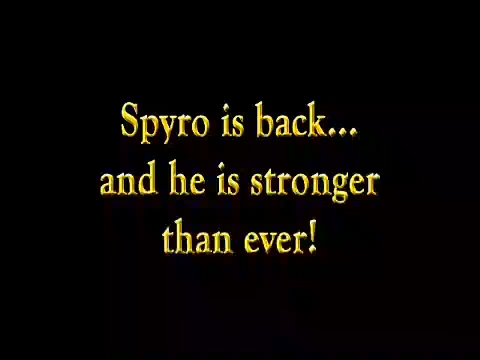 Spyro is back...
and he is stronger
than ever!